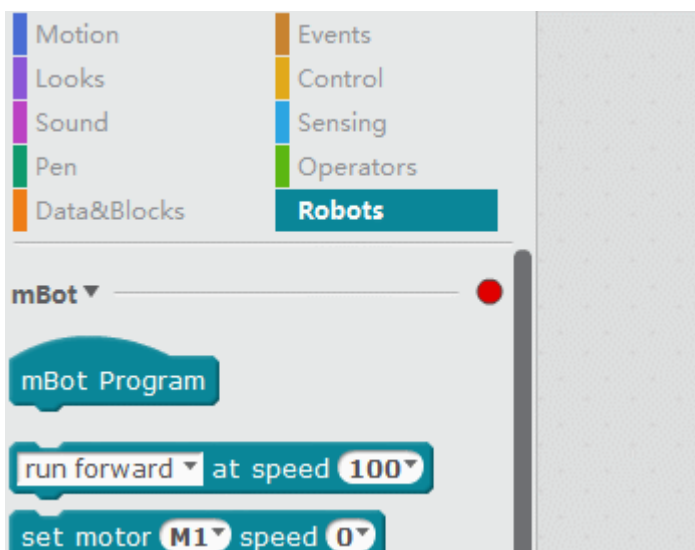 Motion Events
Looks Control
Sound Sensing
Pen Operators
Data&Blocks Robots
mBot
mBot Program
run forward at speed 100
set motor M1 speed 0